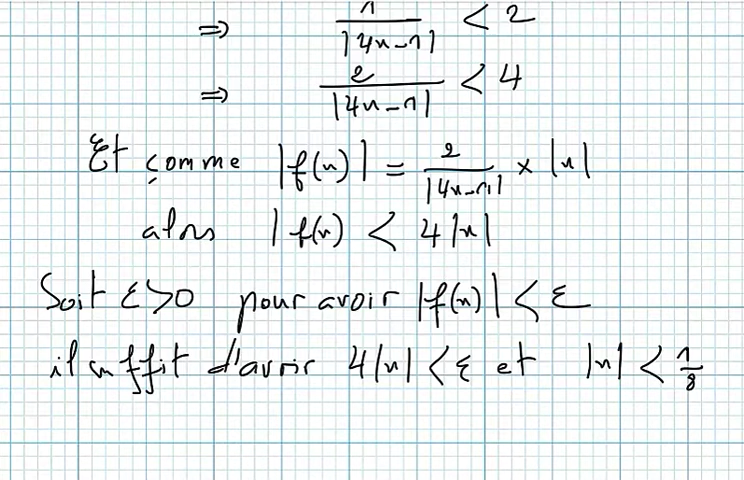 ⇒ 1/|4x-1| < 2
⇒ 2/|4x-1| < 4
Et comme |f(x)| = 2/|4x-1| × |x|
alors |f(x) < 4|x|
Soit ε>0 pour avoir |f(x)| < ε
il suffit d'avoir 4|x| < ε et |x| < 1/8